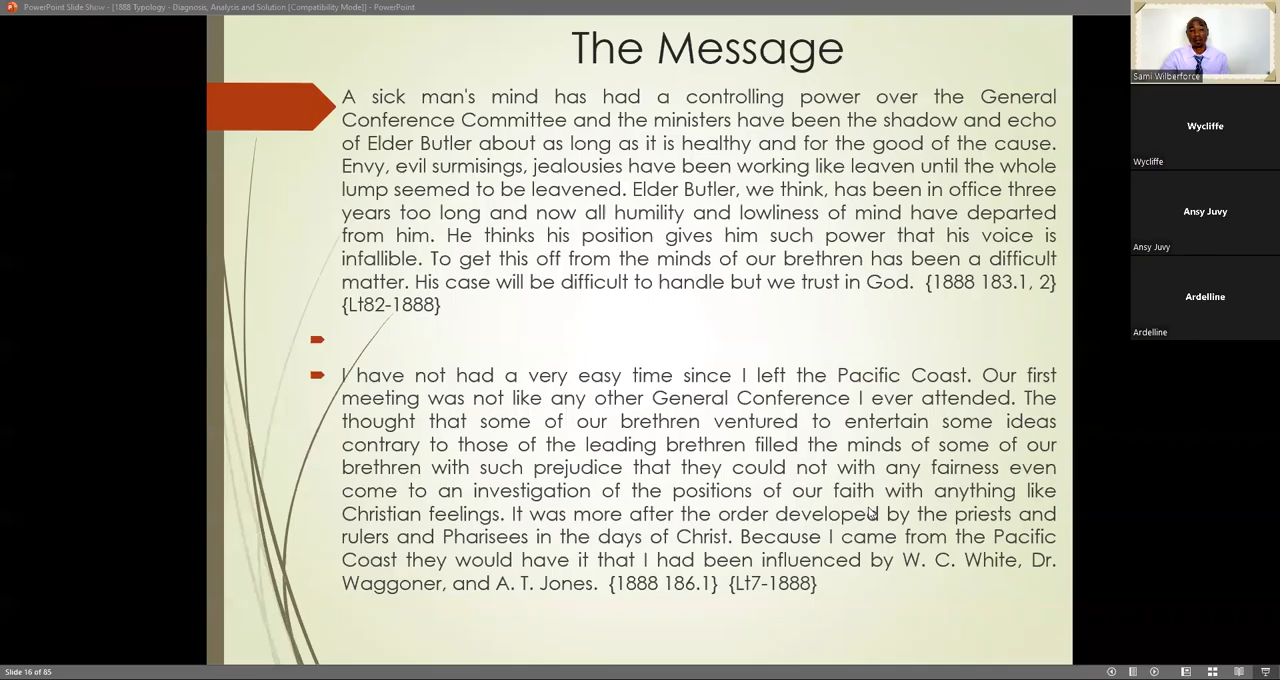 PowerPoint Slide Show - [1888 Typology - Diagnosis, Analysis and Solution [Compatibility Mode]] - PowerPoint
The Message
A sick man's mind has had a controlling power over the General
Conference Committee and the ministers have been the shadow and echo
of Elder Butler about as long as it is healthy and for the good of the cause.
Envy, evil surmisings, jealousies have been working like leaven until the whole
lump seemed to be leavened. Elder Butler, we think, has been in office three
years too long and now all humility and lowliness of mind have departed
from him. He thinks his position gives him such power that his voice is
infallible. To get this off from the minds of our brethren has been a difficult
matter. His case will be difficult to handle but we trust in God. {1888 183.1, 2}
{Lt82-1888}
I have not had a very easy time since I left the Pacific Coast. Our first
meeting was not like any other General Conference I ever attended. The
thought that some of our brethren ventured to entertain some ideas
contrary to those of the leading brethren filled the minds of some of our
brethren with such prejudice that they could not with any fairness even
come to an investigation of the positions of our faith with anything like
Christian feelings. It was more after the order developed by the priests and
rulers and Pharisees in the days of Christ. Because I came from the Pacific
Coast they would have it that I had been influenced by W. C. White, Dr.
Waggoner, and A. T. Jones. {1888 186.1} {Lt7-1888}
Sami Wilberforce
Wycliffe
Wycliffe
Ansy Juvy
Ansy Juvy
Ardelline
Ardelline
Slide 16 of 85